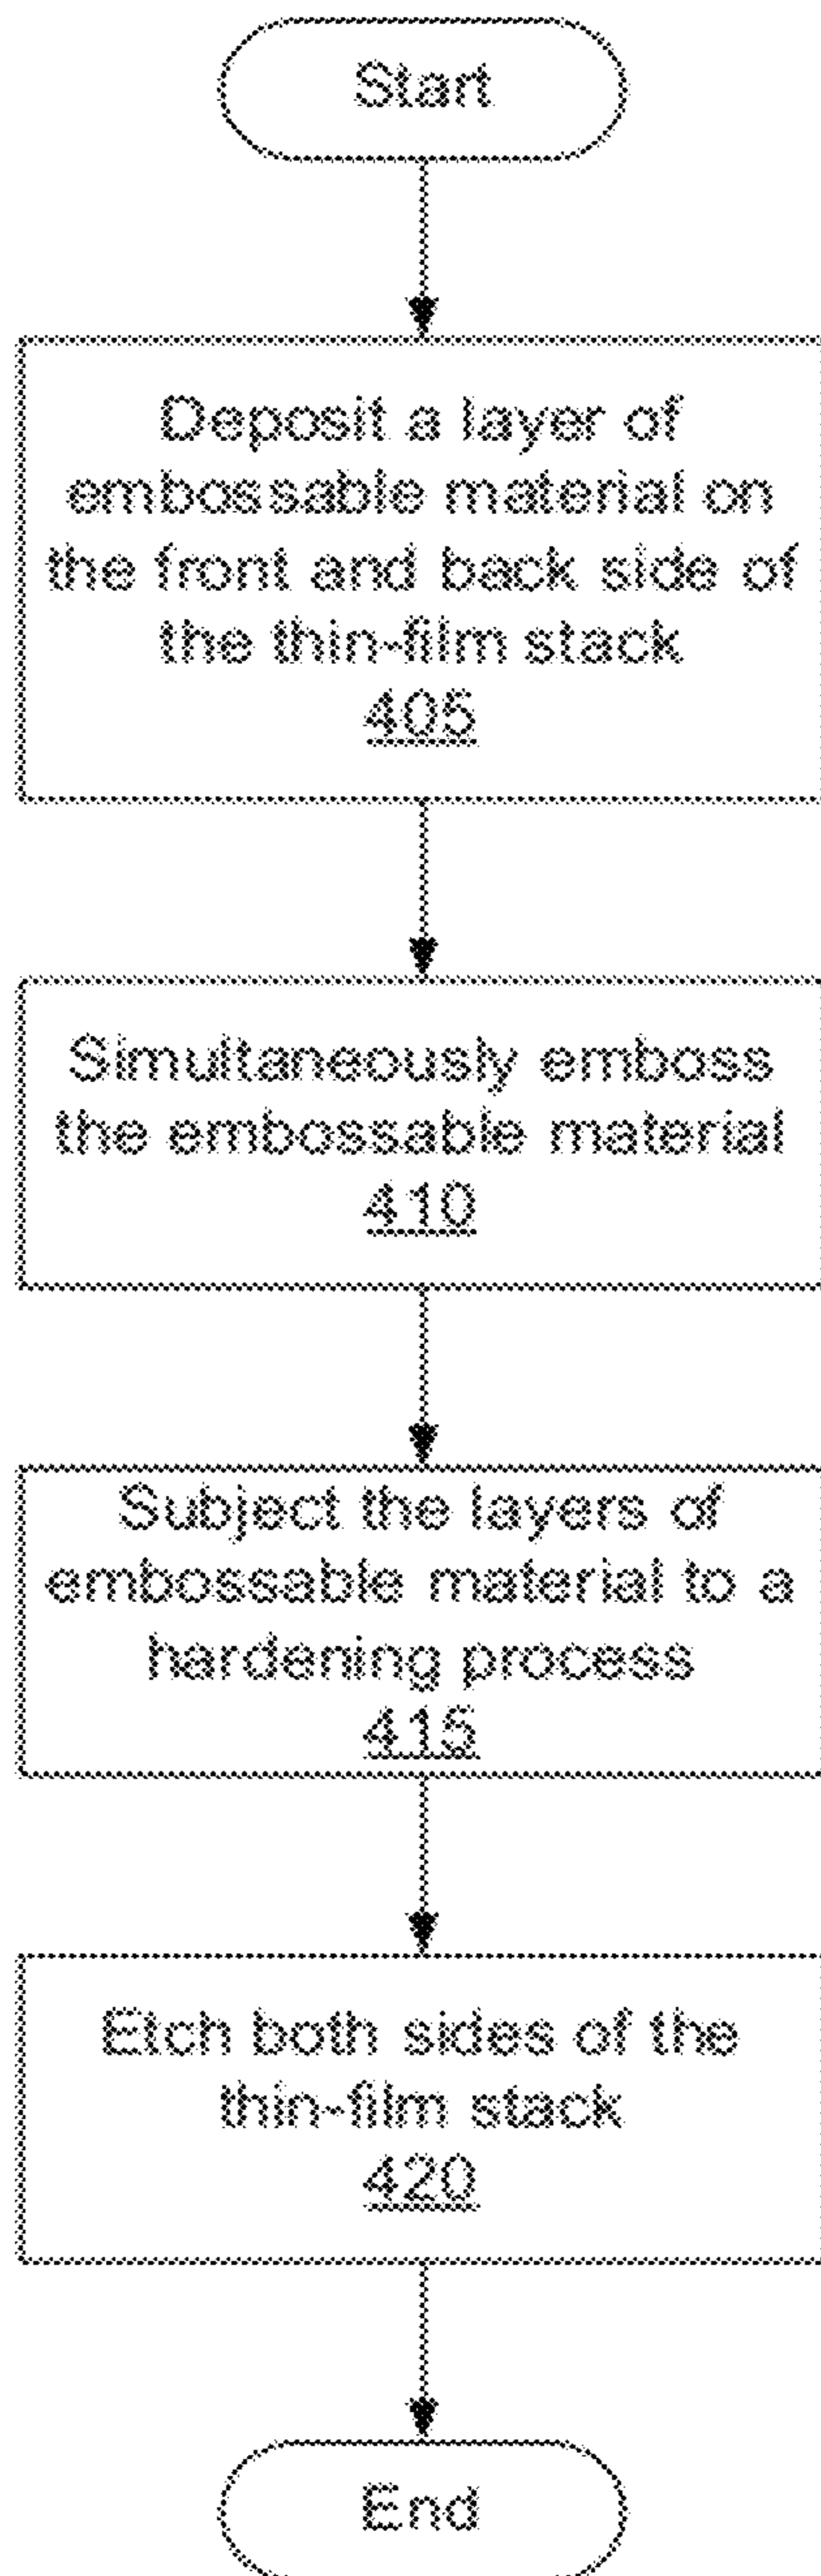 Start
Deposit a layer of
embossable material on
the front and back side of
the thin-film stack
405
Simultaneously emboss
the embossable material
410
Subject the layers of
embossable material to a
hardening process
415
Etch both sides of the
thin-film stack
420
End